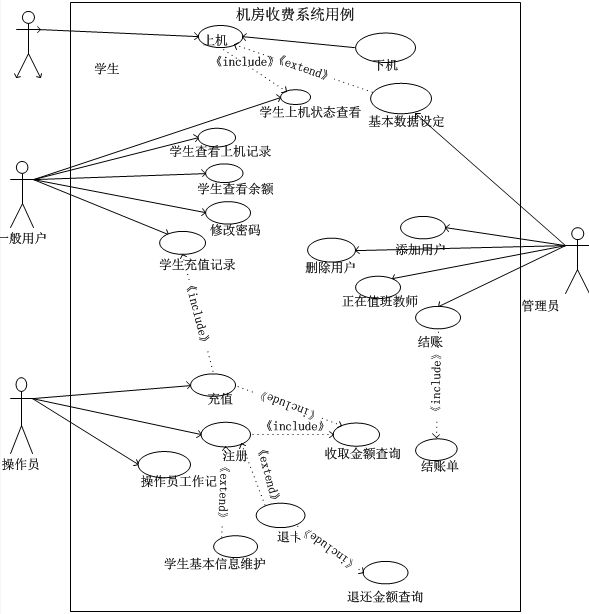 机房收费系统用例
上机
下机
学生
《include》
《extend》
学生上机状态查看
基本数据设定
学生查看上机记录
学生查看余额
修改密码
一般用户
学生充值记录
添加用户
删除用户
正在值班教师
管理员
结账
《include》
《include》
充值
《include》
《include》
注册
收取金额查询
结账单
操作员
操作员工作记
《extend》
《extend》
退卡
《include》
学生基本信息维护
退还金额查询